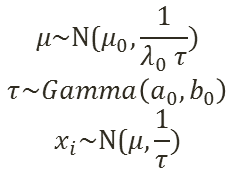 μ~N(μ₀, 1/(λ₀ τ))
τ~Gamma(a₀, b₀)
xᵢ~N(μ, 1/τ)